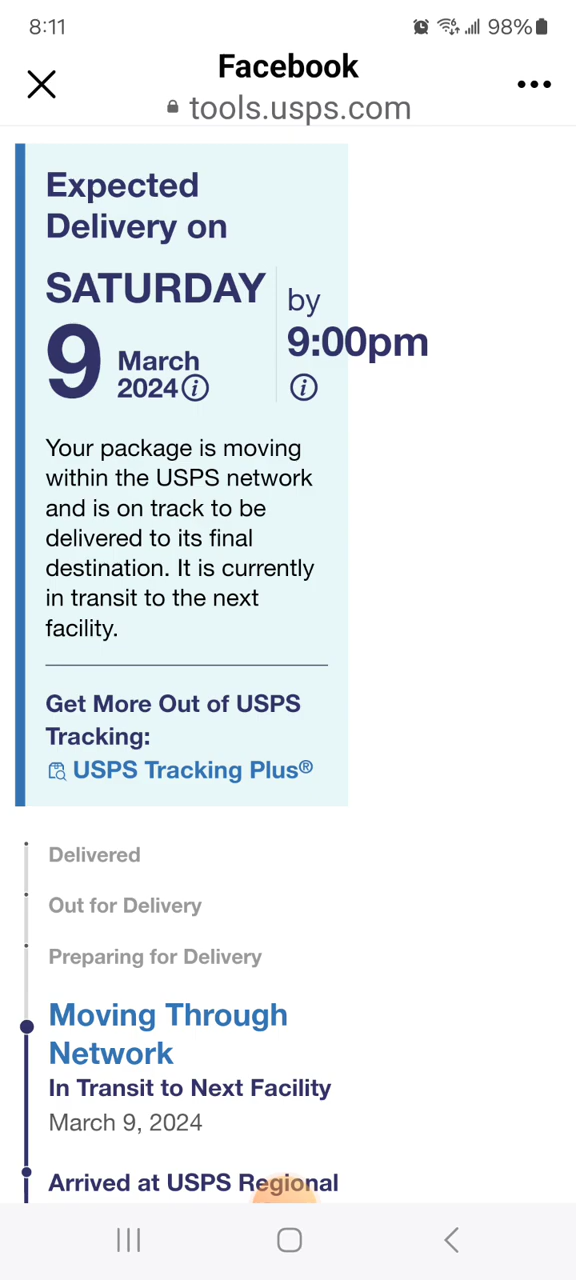 8:11 98%
Facebook
tools.usps.com
Expected
Delivery on
SATURDAY
9 March
2024
by
9:00pm
Your package is moving
within the USPS network
and is on track to be
delivered to its final
destination. It is currently
in transit to the next
facility.
Get More Out of USPS
Tracking:
USPS Tracking Plus®
Delivered
Out for Delivery
Preparing for Delivery
Moving Through
Network
In Transit to Next Facility
March 9, 2024
Arrived at USPS Regional